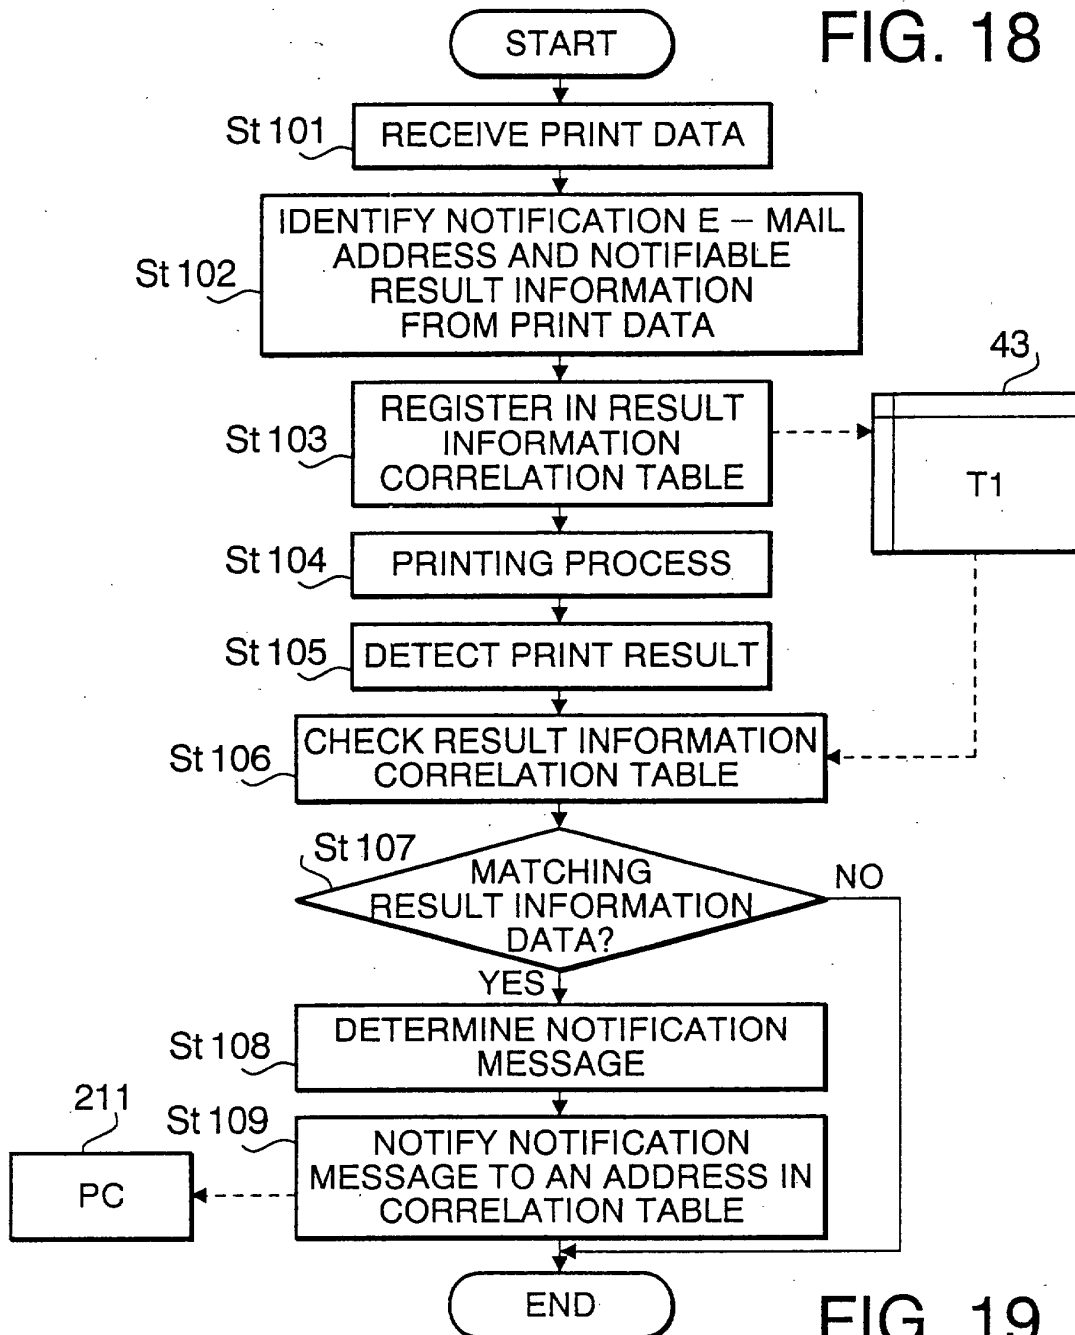 FIG. 18
START
St 101
RECEIVE PRINT DATA
St 102
IDENTIFY NOTIFICATION E – MAIL
ADDRESS AND NOTIFIABLE
RESULT INFORMATION
FROM PRINT DATA
43
St 103
REGISTER IN RESULT
INFORMATION
CORRELATION TABLE
T1
St 104
PRINTING PROCESS
St 105
DETECT PRINT RESULT
St 106
CHECK RESULT INFORMATION
CORRELATION TABLE
St 107
MATCHING
RESULT INFORMATION
DATA?
NO
YES
St 108
DETERMINE NOTIFICATION
MESSAGE
211
St 109
NOTIFY NOTIFICATION
MESSAGE TO AN ADDRESS IN
CORRELATION TABLE
PC
END
FIG. 19